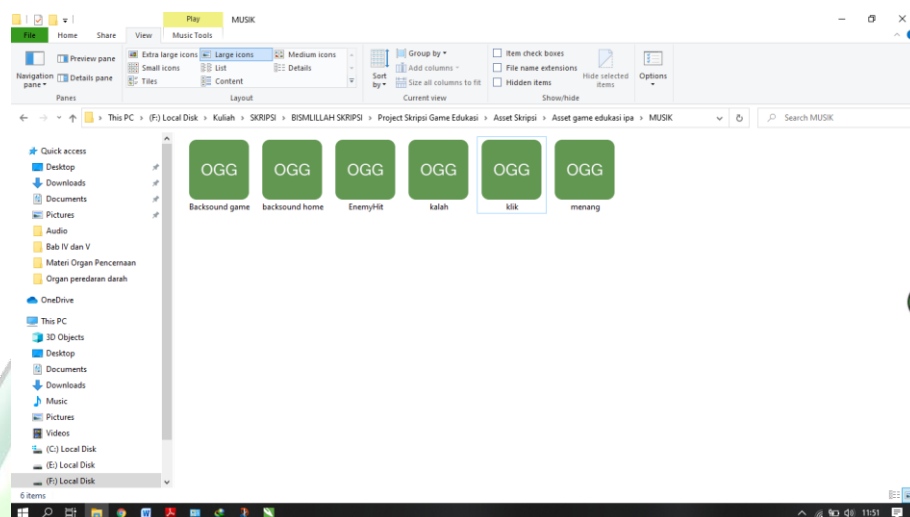 Play MUSIK
File Home Share View Music Tools
Navigation pane
Preview pane
Details pane
Panes
Extra large icons Large icons Medium icons
Small icons List Details
Tiles Content
Layout
Sort by
Group by
Add columns
Size all columns to fit
Current view
Item check boxes
File name extensions
Hidden items
Hide selected items
Show/hide
Options
This PC > (F:) Local Disk > Kuliah > SKRIPSI > BISMLILLAH SKRIPSI > Project Skripsi Game Edukasi > Asset Skripsi > Asset game edukasi ipa > MUSIK
Search MUSIK
Quick access
Desktop
Downloads
Documents
Pictures
Audio
Bab IV dan V
Materi Organ Pencernaan
Organ peredaran darah
OneDrive
This PC
3D Objects
Desktop
Documents
Downloads
Music
Pictures
Videos
(C:) Local Disk
(E:) Local Disk
(F:) Local Disk
OGG OGG OGG OGG OGG OGG
Backsound game backsound home EnemyHit kalah klik menang
6 items
11:51